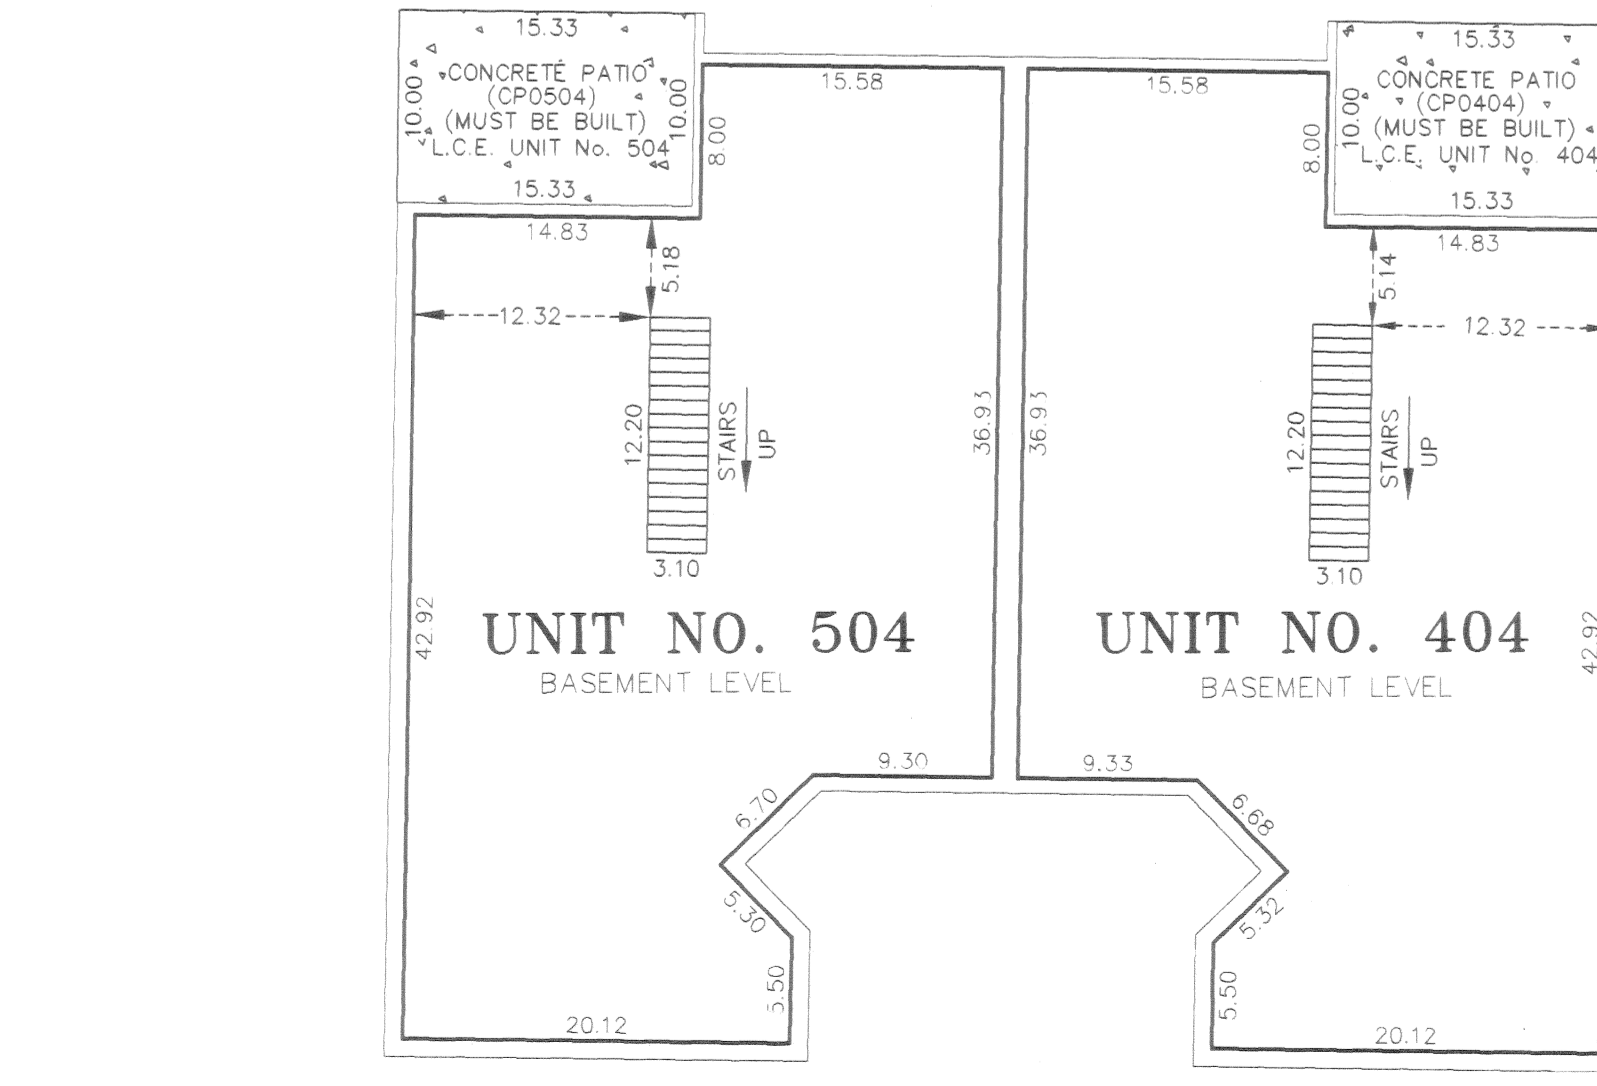 15.33
10.00
CONCRETE PATIO
(CP0504)
(MUST BE BUILT)
L.C.E. UNIT No. 504
10.00
15.33
14.83
8.00
15.58
5.18
12.32
12.20
STAIRS
UP
3.10
36.93
42.92
UNIT NO. 504
BASEMENT LEVEL
9.30
6.70
5.30
5.50
20.12
15.33
10.00
CONCRETE PATIO
(CP0404)
(MUST BE BUILT)
L.C.E. UNIT No. 404
15.33
14.83
8.00
15.58
5.14
12.32
12.20
STAIRS
UP
3.10
36.93
42.92
UNIT NO. 404
BASEMENT LEVEL
9.33
6.68
5.32
5.50
20.12